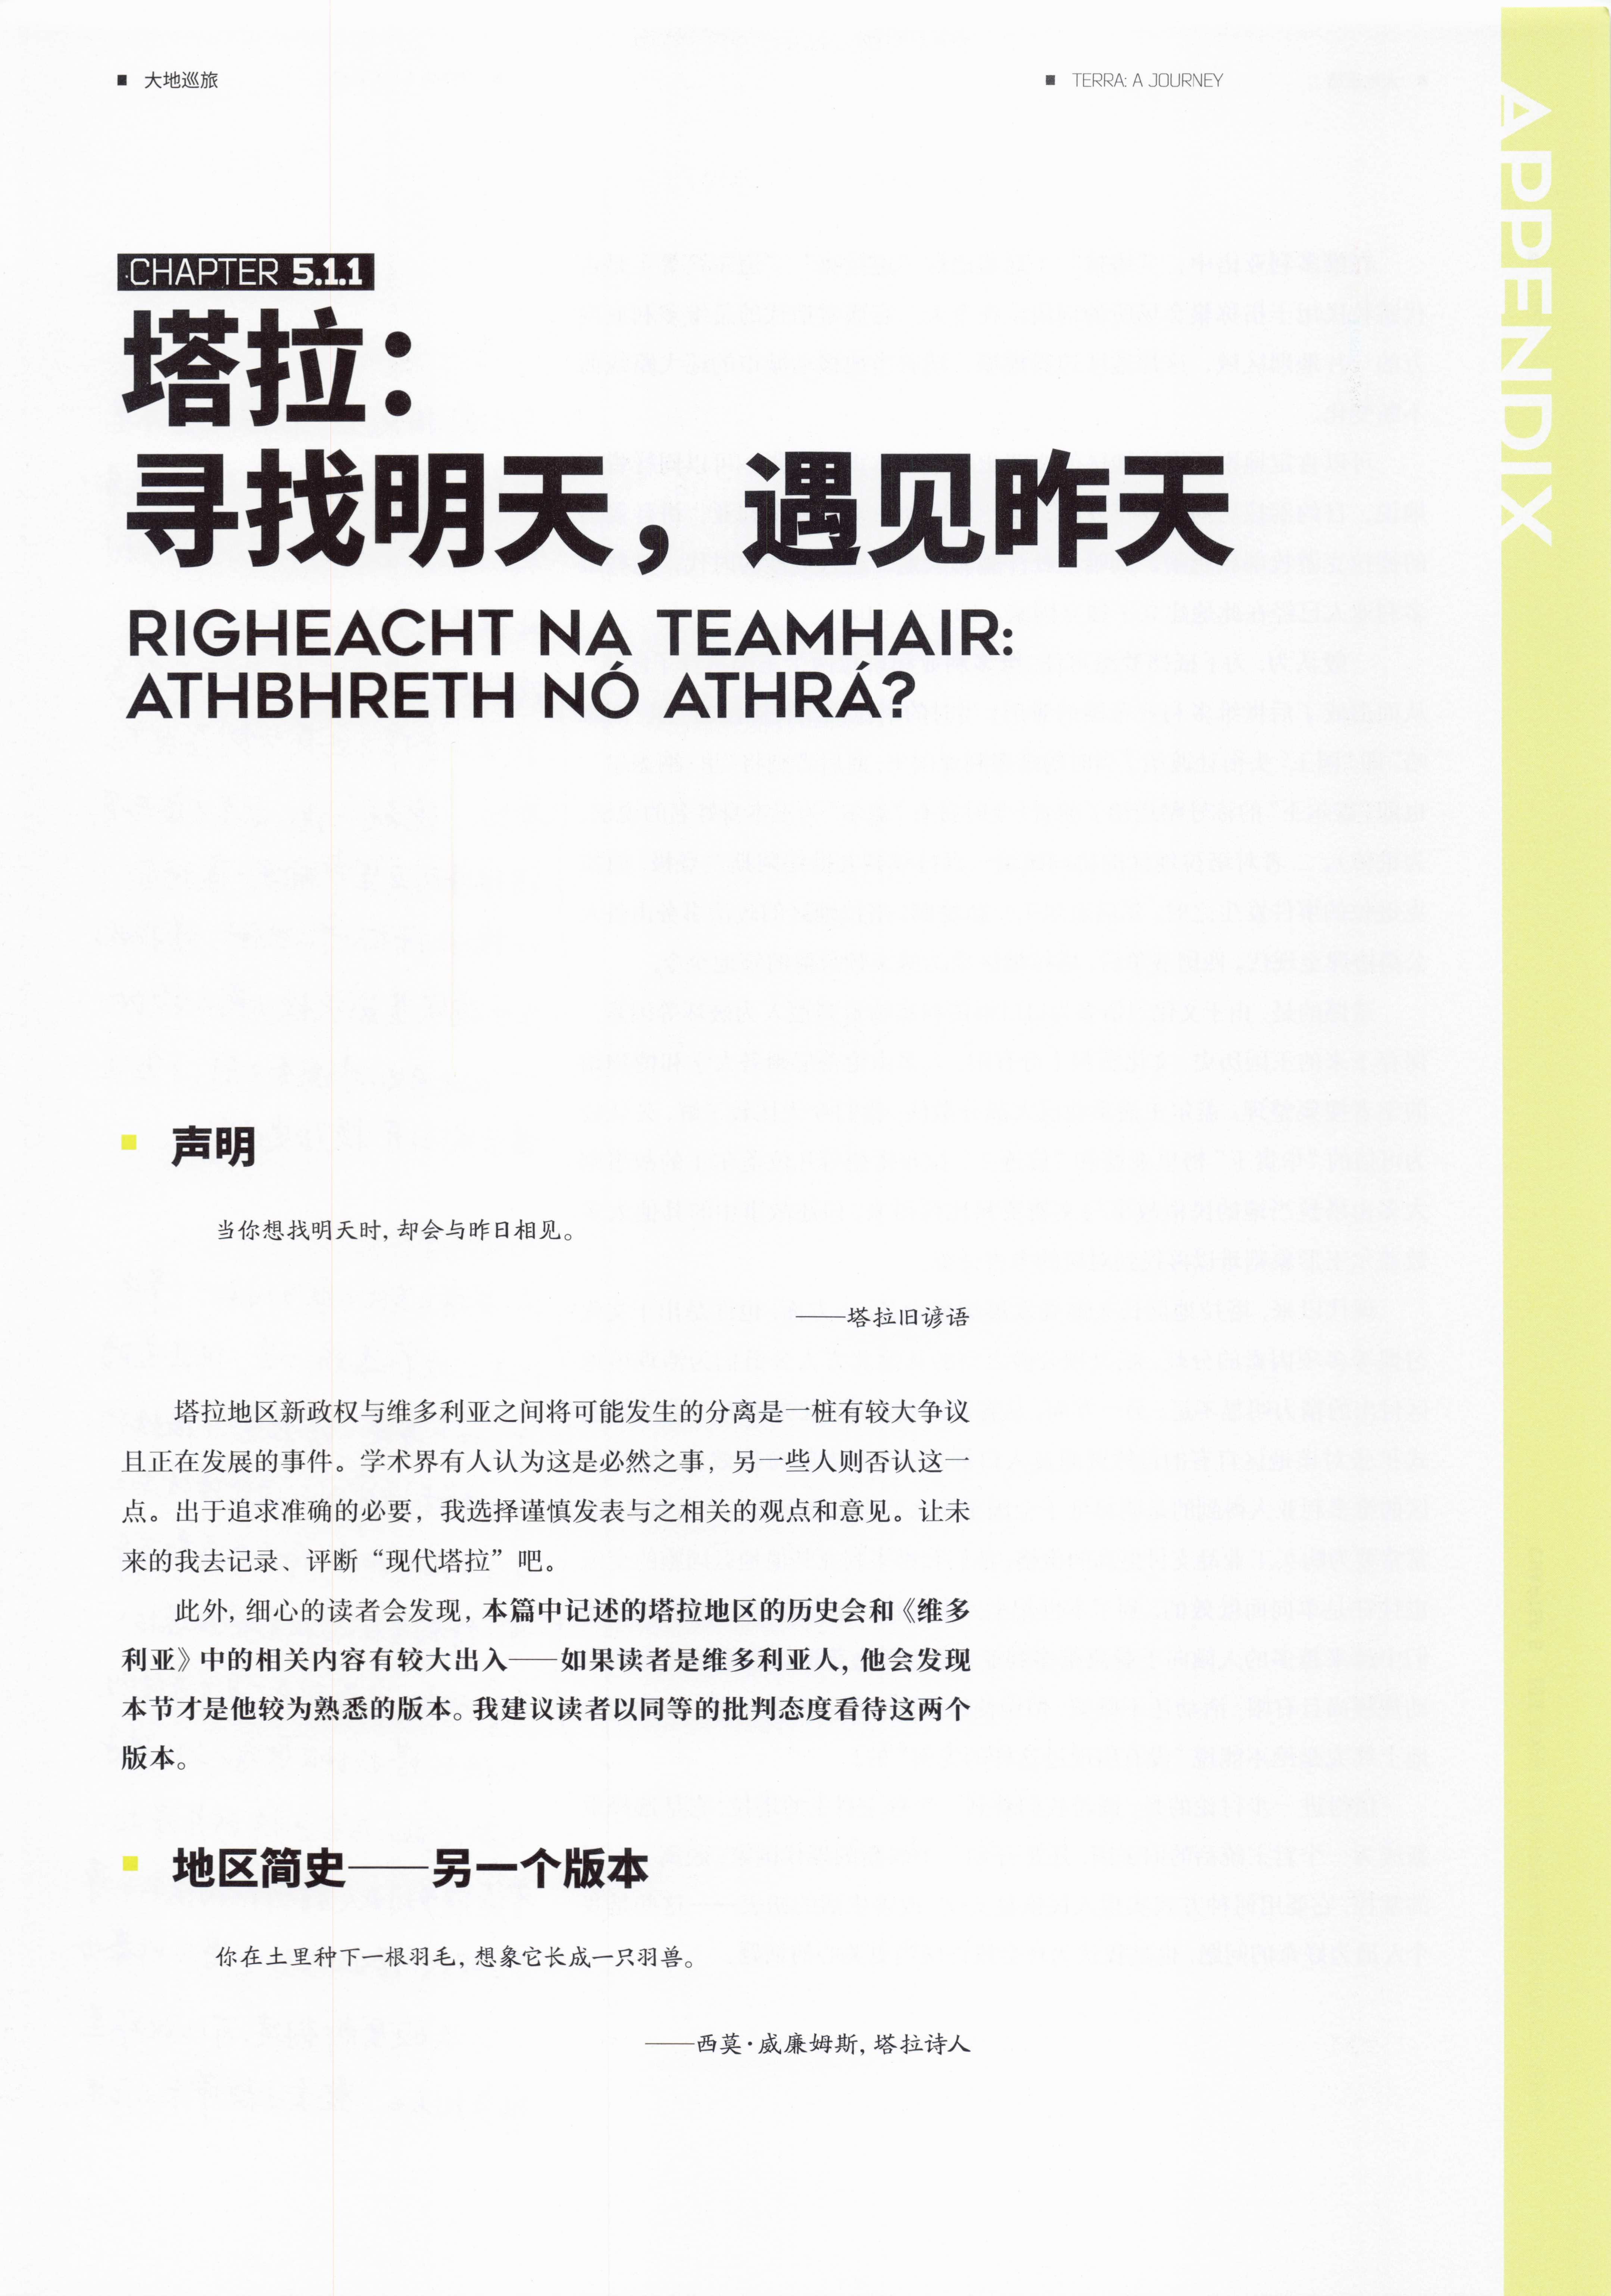 ■ 大地巡旅
■ TERRA: A JOURNEY
APPENDIX
CHAPTER 5.1.1
塔拉：
寻找明天，遇见昨天
RIGHEACHT NA TEAMHAIR:
ATHBHRETH NÓ ATHRÁ?
声明
当你想找明天时，却会与昨日相见。
——塔拉旧谚语
塔拉地区新政权与维多利亚之间将可能发生的分离是一桩有较大争议
且正在发展的事件。学术界有人认为这是必然之事，另一些人则否认这一
点。出于追求准确的必要，我选择谨慎发表与之相关的观点和意见。让未
来的我去记录、评断“现代塔拉”吧。
此外，细心的读者会发现，本篇中记述的塔拉地区的历史会和《维多
利亚》中的相关内容有较大出入——如果读者是维多利亚人，他会发现
本节才是他较为熟悉的版本。我建议读者以同等的批判态度看待这两个
版本。
地区简史——另一个版本
你在土里种下一根羽毛，想象它长成一只羽兽。
——西莫·威廉姆斯，塔拉诗人